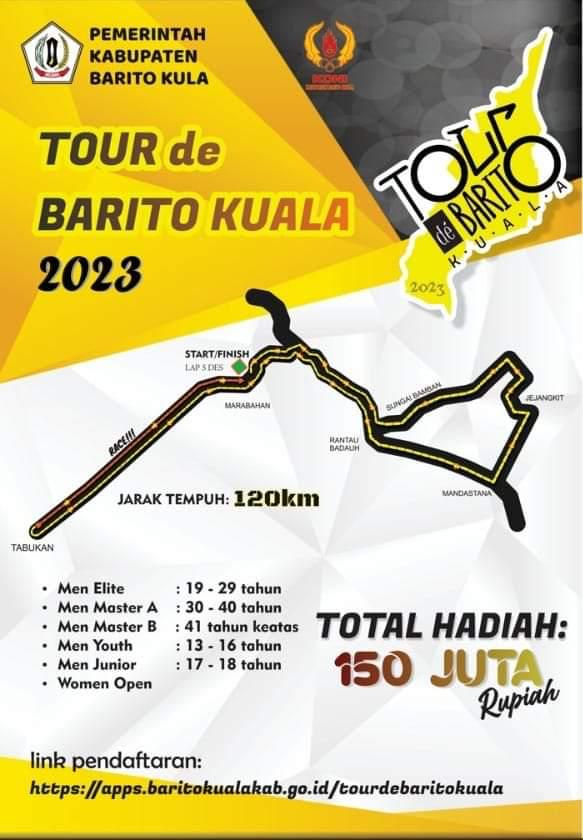 PEMERINTAH
KABUPATEN
BARITO KULA
KONI
TOUR de
BARITO KUALA
2023
TOUR
dé BARITO
KUALA
2023
START/FINISH
LAP 5 DES
MARABAHAN
RACE!!!
TABUKAN
RANTAU
BADAUH
SUNGAI BAMBAN
JEJANGKIT
MANDASTANA
JARAK TEMPUH: 120km
• Men Elite : 19 - 29 tahun
• Men Master A : 30 - 40 tahun
• Men Master B : 41 tahun keatas
• Men Youth : 13 - 16 tahun
• Men Junior : 17 - 18 tahun
• Women Open
TOTAL HADIAH:
150 JUTA
Rupiah
link pendaftaran:
https://apps.baritokualakab.go.id/tourdebaritokuala